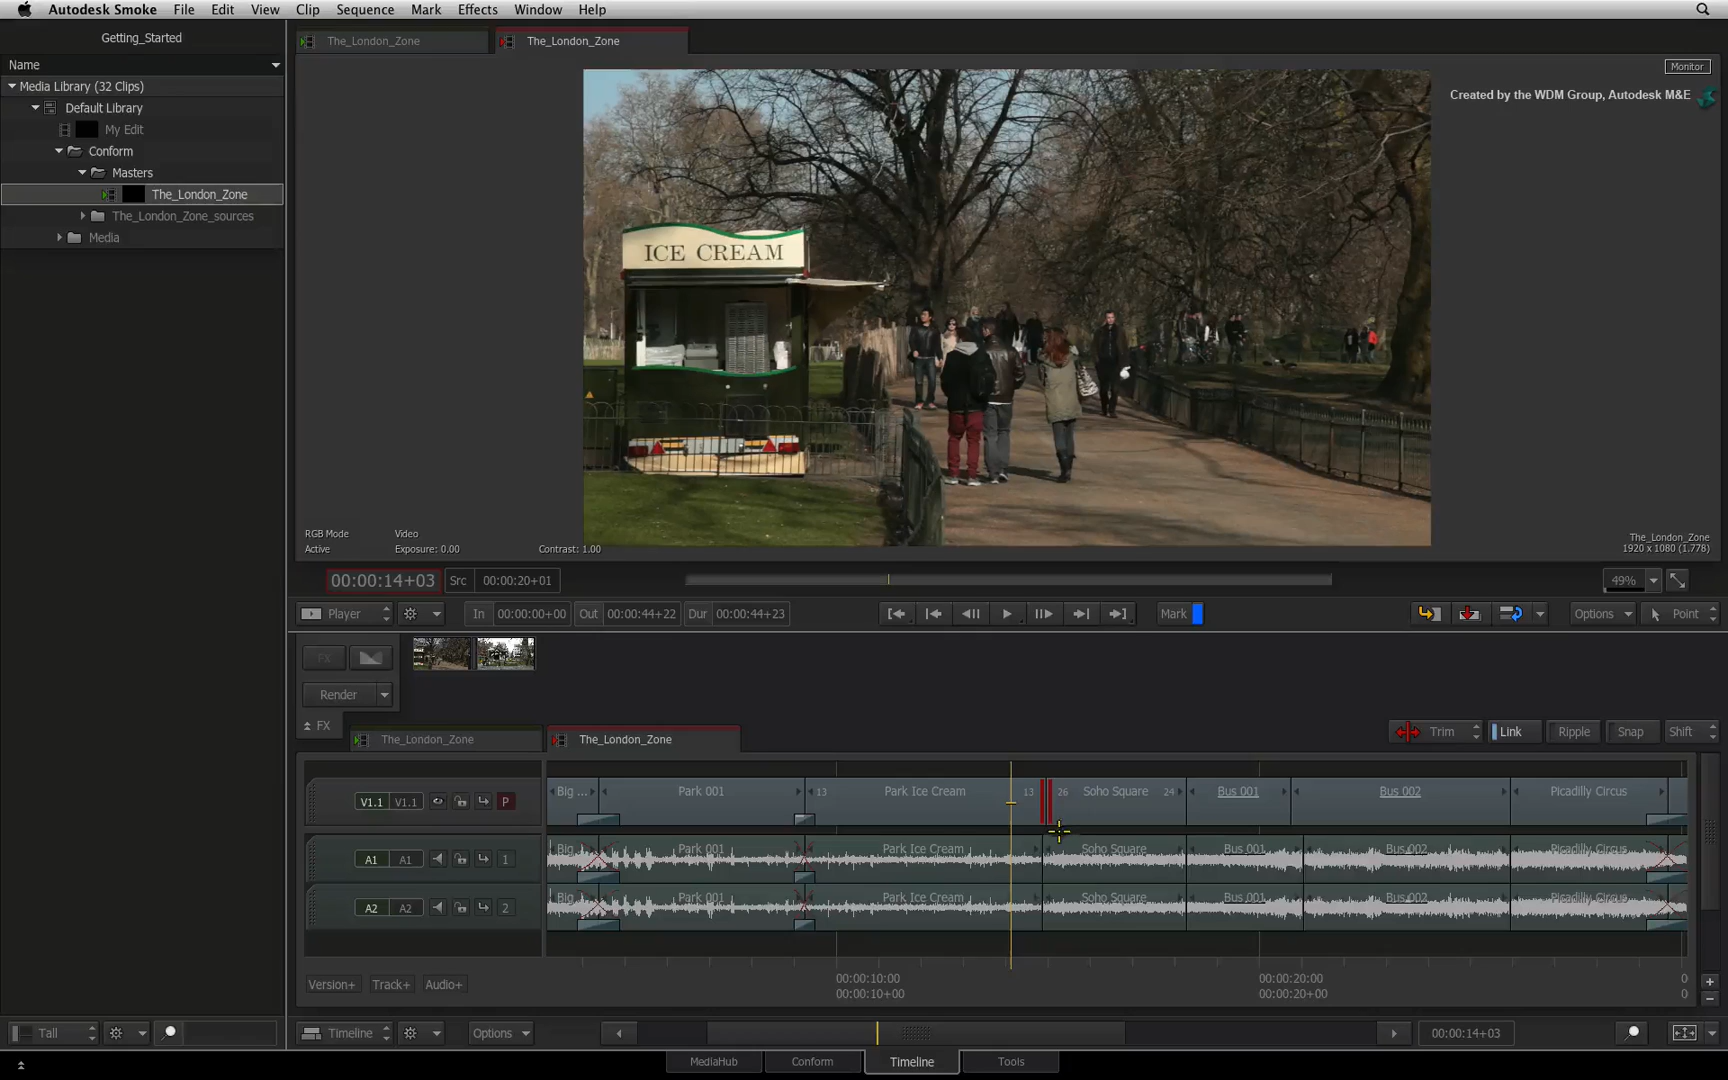 Autodesk Smoke File Edit View Clip Sequence Mark Effects Window Help
Getting_Started
The_London_Zone The_London_Zone
Name
Media Library (32 Clips)
Default Library
My Edit
Conform
Masters
The_London_Zone
The_London_Zone_sources
Media
Monitor
Created by the WDM Group, Autodesk M&E
ICE CREAM
RGB Mode Video
Active Exposure: 0.00 Contrast: 1.00
The_London_Zone
1920 x 1080 (1.778)
00:00:14+03 Src 00:00:20+01 49%
Player In 00:00:00+00 Out 00:00:44+22 Dur 00:00:44+23 Mark Options Point
Fx
Render
FX The_London_Zone The_London_Zone Trim Link Ripple Snap Shift
V1.1 V1.1 P Big ... Park 001 13 Park Ice Cream 13 26 Soho Square 24 Bus 001 Bus 002 Picadilly Circus
A1 A1 1 Big Park 001 Park Ice Cream Soho Square Bus 001 Bus 002 Picadilly Circus
A2 A2 2 Big Park 001 Park Ice Cream Soho Square Bus 001 Bus 002 Picadilly Circus
Version+ Track+ Audio+ 00:00:10:00 00:00:20:00 0
00:00:10+00 00:00:20+00 0
Tall Timeline Options 00:00:14+03
MediaHub Conform Timeline Tools